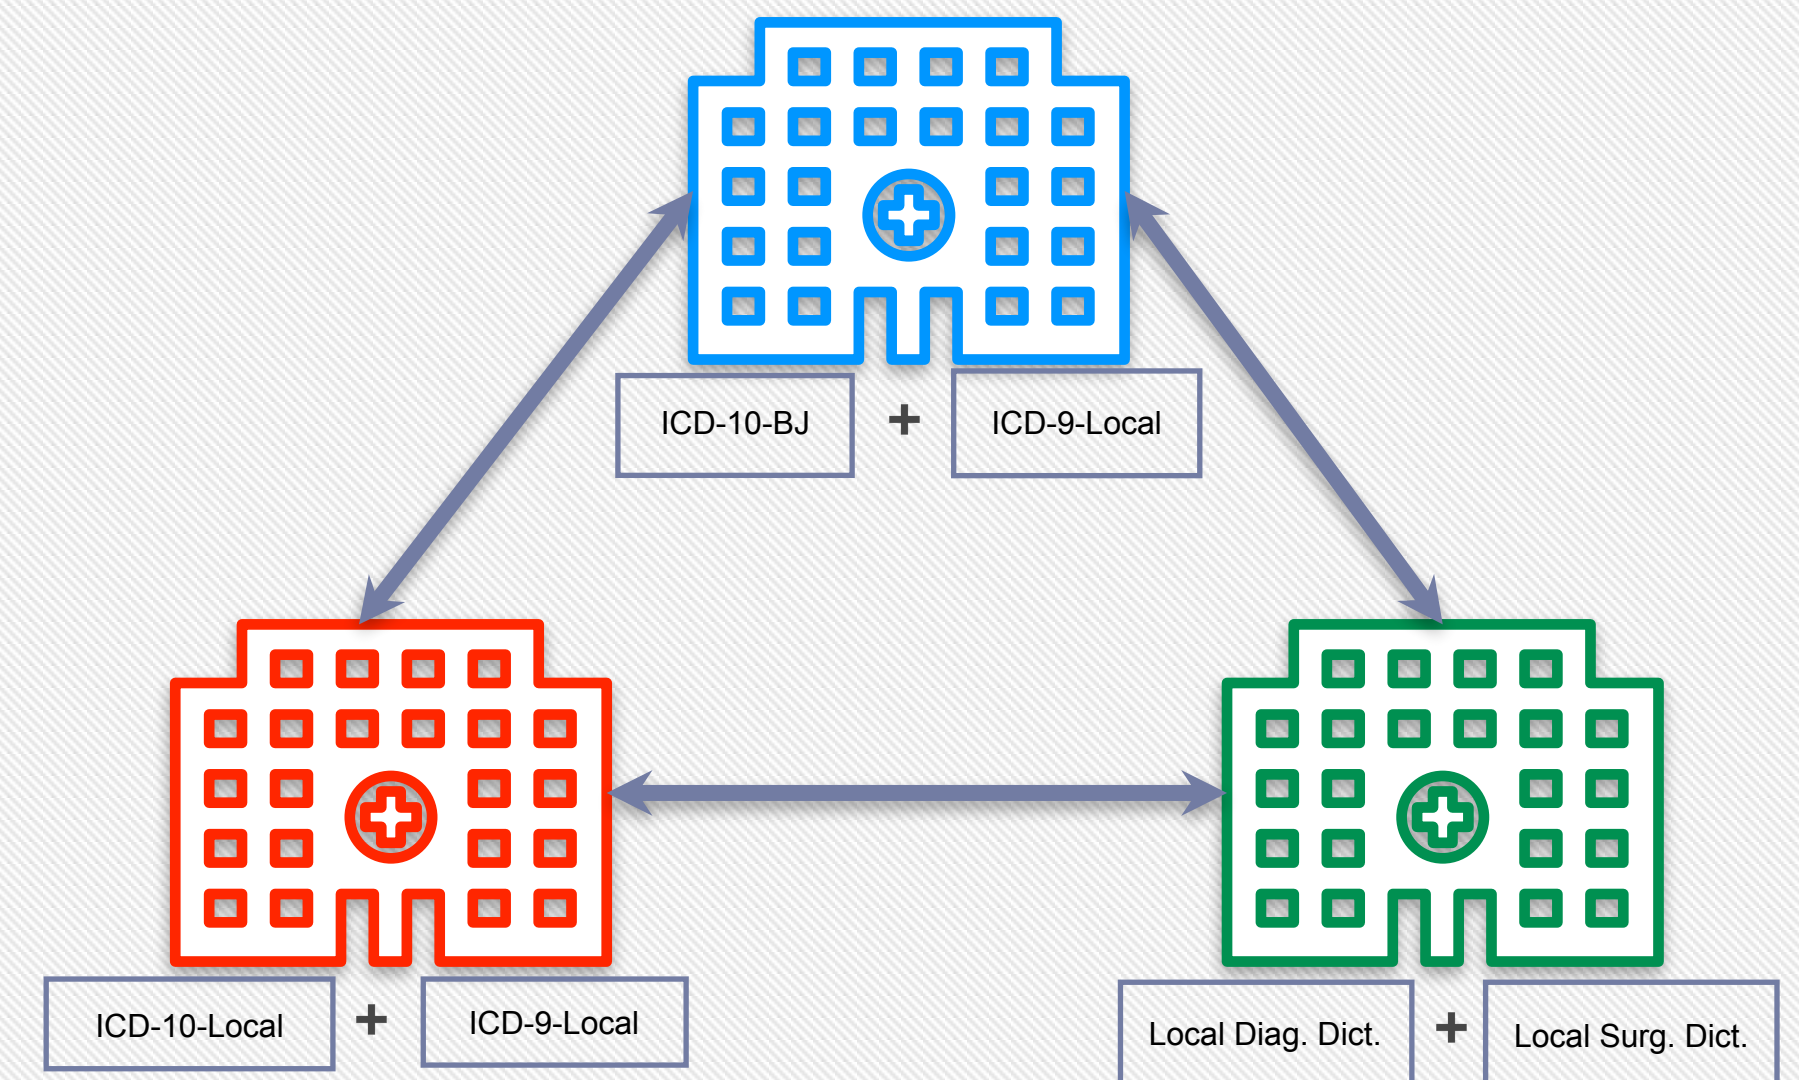 ICD-10-BJ + ICD-9-Local
ICD-10-Local + ICD-9-Local
Local Diag. Dict. + Local Surg. Dict.